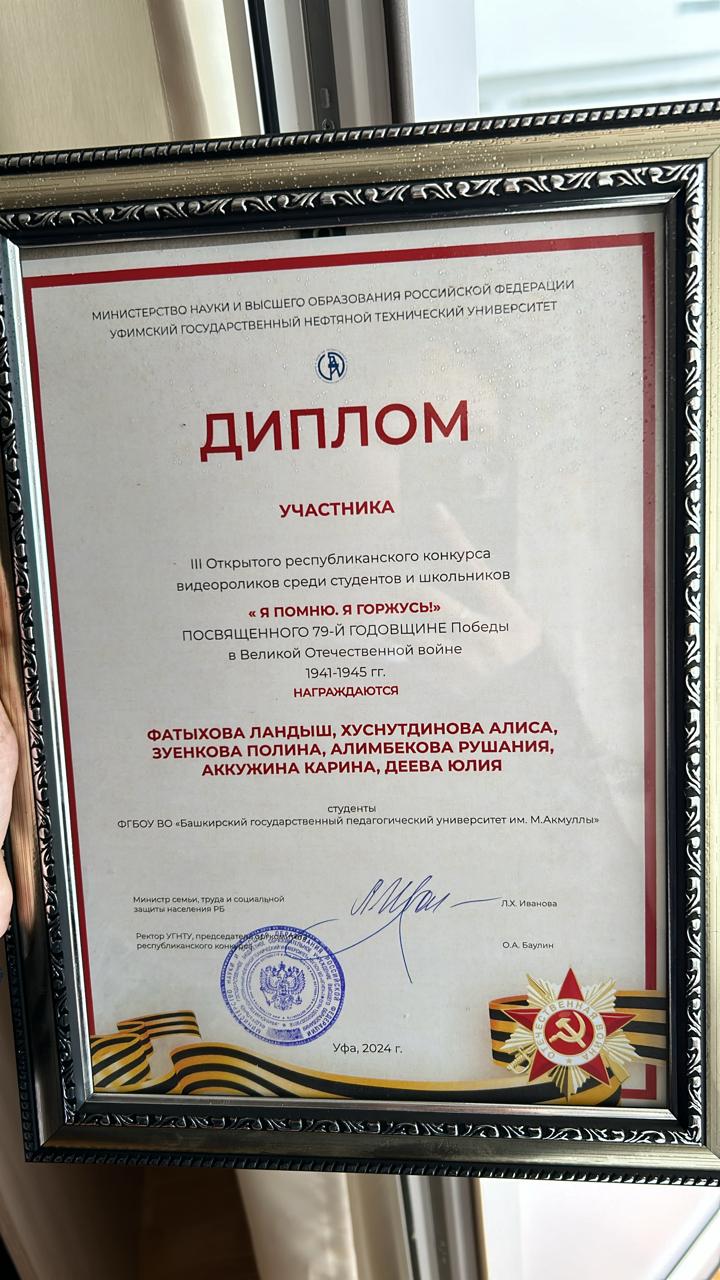 МИНИСТЕРСТВО НАУКИ И ВЫСШЕГО ОБРАЗОВАНИЯ РОССИЙСКОЙ ФЕДЕРАЦИИ
УФИМСКИЙ ГОСУДАРСТВЕННЫЙ НЕФТЯНОЙ ТЕХНИЧЕСКИЙ УНИВЕРСИТЕТ
ДИПЛОМ
УЧАСТНИКА
III Открытого республиканского конкурса
видеороликов среди студентов и школьников
« Я ПОМНЮ. Я ГОРЖУСЬ!»
ПОСВЯЩЕННОГО 79-Й ГОДОВЩИНЕ Победы
в Великой Отечественной войне
1941-1945 гг.
НАГРАЖДАЮТСЯ
ФАТЫХОВА ЛАНДЫШ, ХУСНУТДИНОВА АЛИСА,
ЗУЕНКОВА ПОЛИНА, АЛИМБЕКОВА РУШАНИЯ,
АККУЖИНА КАРИНА, ДЕЕВА ЮЛИЯ
студенты
ФГБОУ ВО «Башкирский государственный педагогический университет им. М.Акмуллы»
Министр семьи, труда и социальной
защиты населения РБ
Л.Х. Иванова
Ректор УГНТУ, председатель оргкомитета
республиканского конкурса
О.А. Баулин
Уфа, 2024 г.
ОТЕЧЕСТВЕННАЯ ВОЙНА